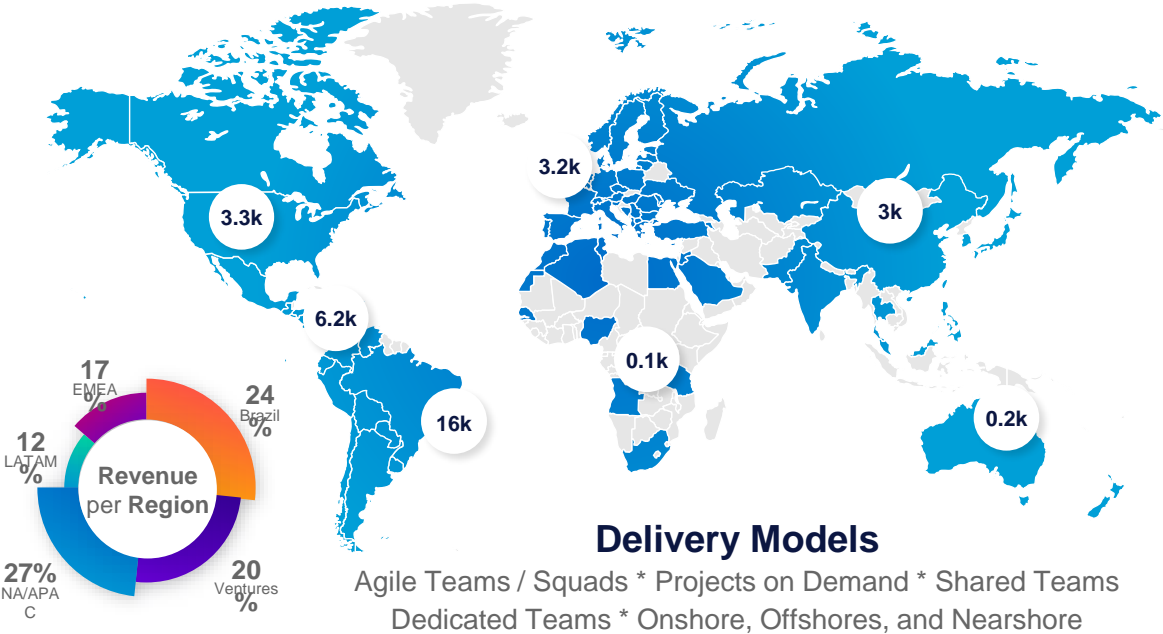 3.2k
3.3k
3k
6.2k
0.1k
16k
0.2k
17
EMEA
%
24
Brazil
%
12
LATAM
%
Revenue
per Region
27%
NA/APA
C
20
Ventures
%
Delivery Models
Agile Teams / Squads * Projects on Demand * Shared Teams
Dedicated Teams * Onshore, Offshores, and Nearshore